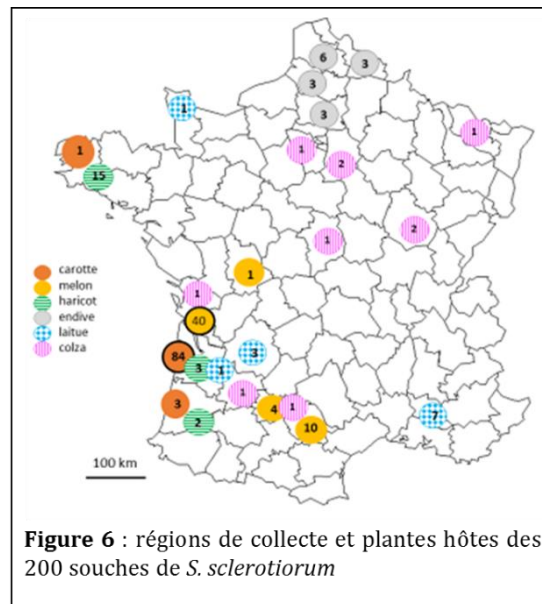 6
3
3
1
3
1
1
2
1
15
2
1
1
carotte
melon
haricot
endive
laitue
colza
1
40
84
3
1
3
1
4
1
3
2
10
7
100 km
Figure 6 : régions de collecte et plantes hôtes des
200 souches de S. sclerotiorum